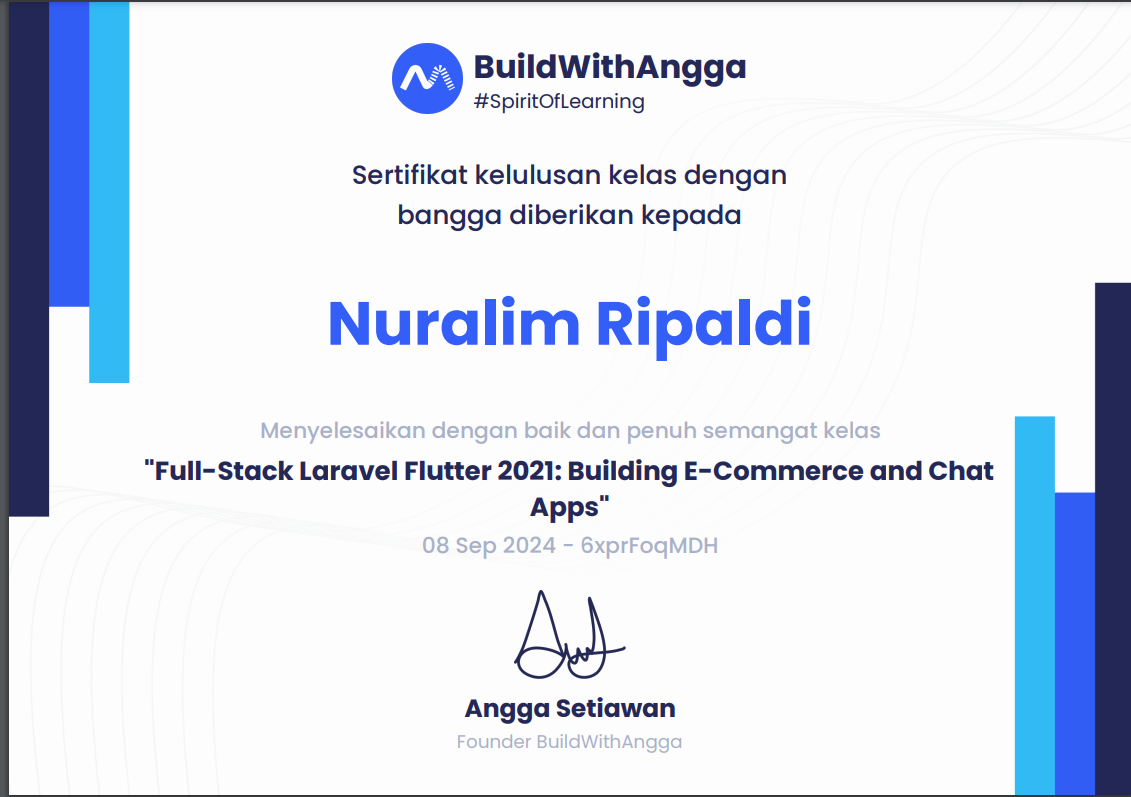 BuildWithAngga
#SpiritOfLearning
Sertifikat kelulusan kelas dengan
bangga diberikan kepada
Nuralim Ripaldi
Menyelesaikan dengan baik dan penuh semangat kelas
"Full-Stack Laravel Flutter 2021: Building E-Commerce and Chat
Apps"
08 Sep 2024 - 6xprFoqMDH
Angga Setiawan
Founder BuildWithAngga